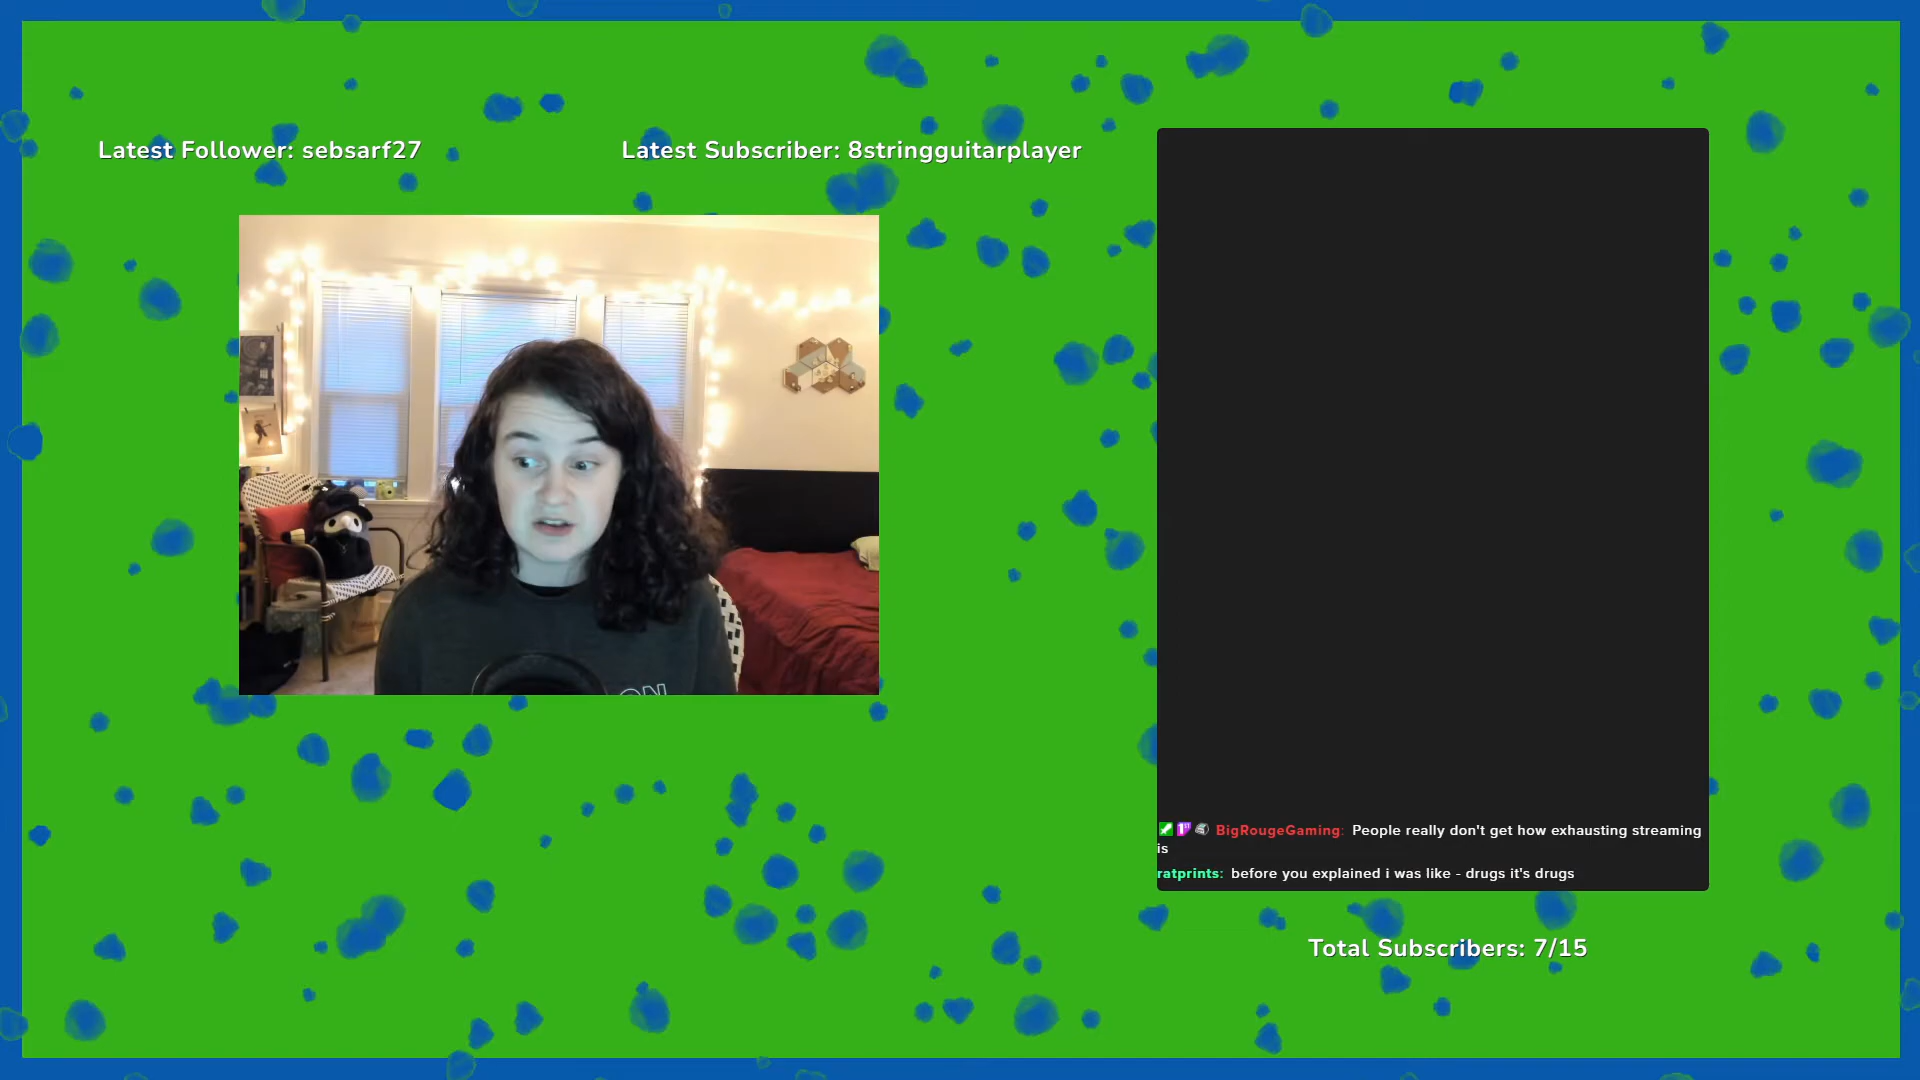 Latest Follower: sebsarf27
Latest Subscriber: 8stringguitarplayer
ON
BigRougeGaming: People really don't get how exhausting streaming
is
ratprints: before you explained i was like - drugs it's drugs
Total Subscribers: 7/15